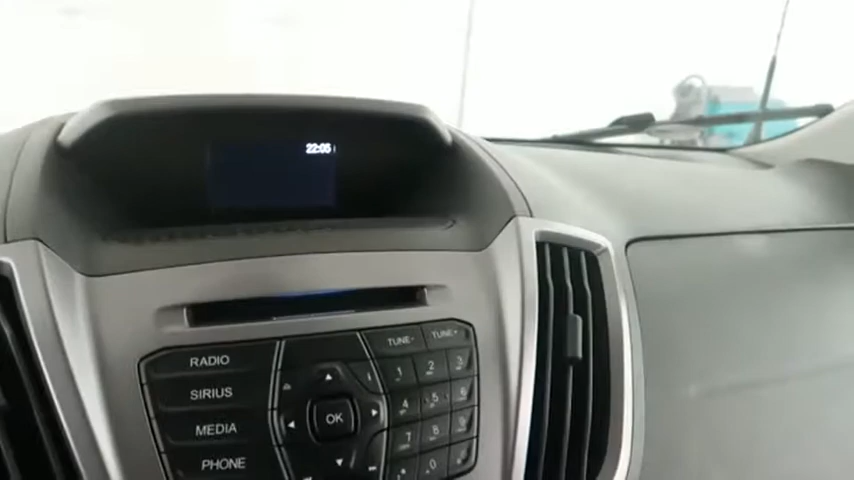 22:05
TUNE- TUNE+
RADIO
SIRIUS
MEDIA
PHONE
OK
1 2 3
4 5 6
7 8 9
0